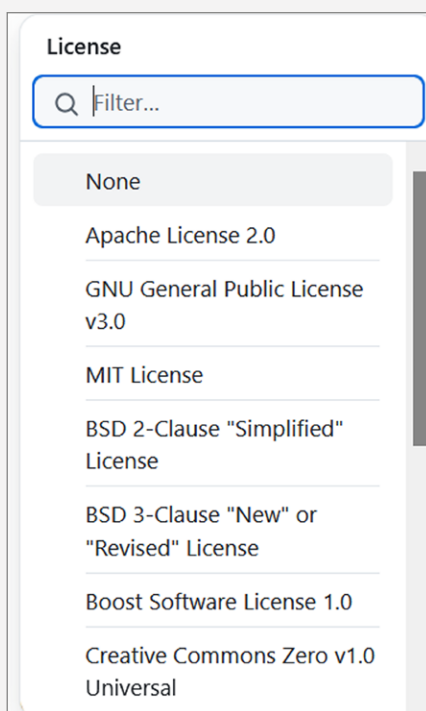 License
Filter...
None
Apache License 2.0
GNU General Public License
v3.0
MIT License
BSD 2-Clause "Simplified"
License
BSD 3-Clause "New" or
"Revised" License
Boost Software License 1.0
Creative Commons Zero v1.0
Universal